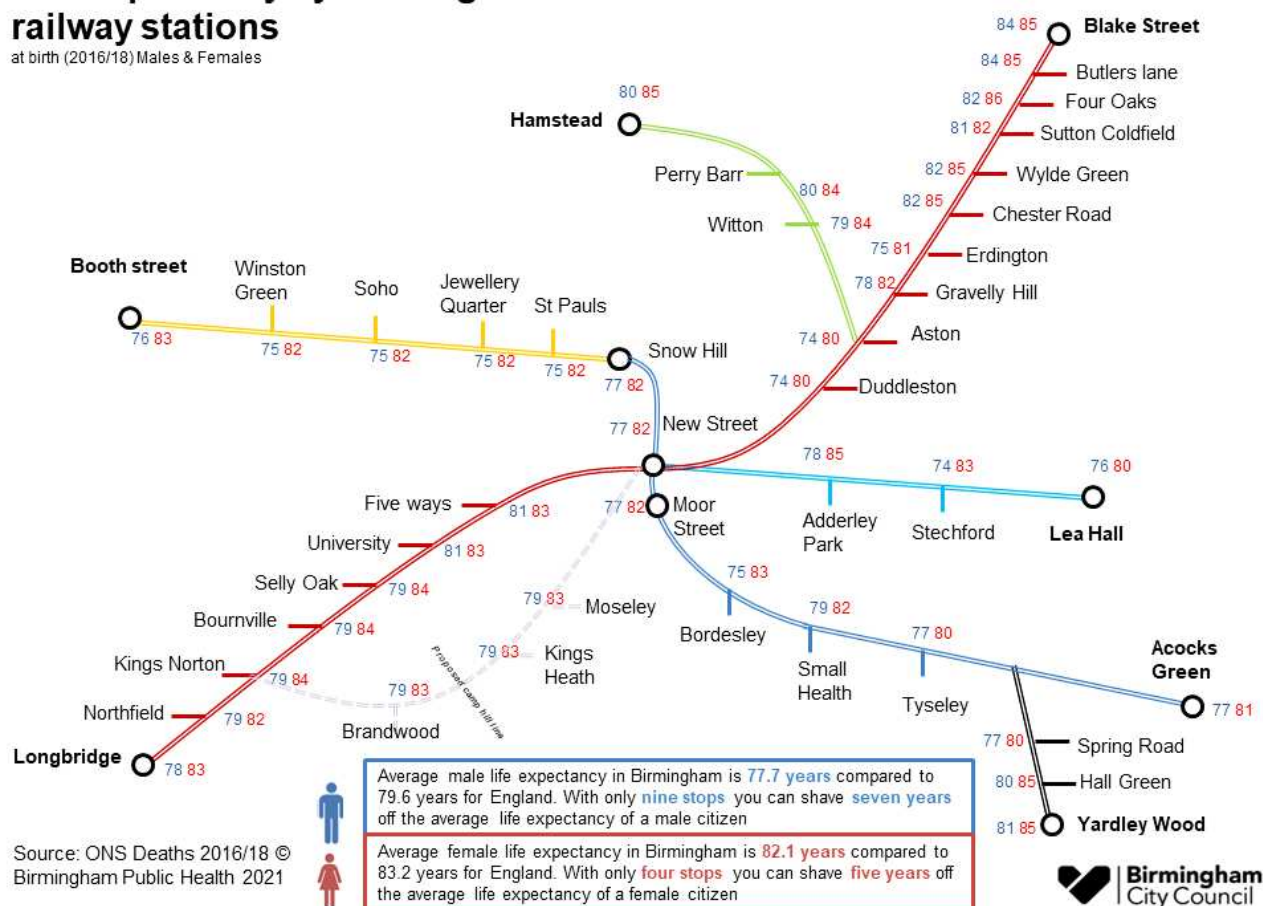 railway stations
at birth (2016/18) Males & Females
84 85
Blake Street
84 85
Butlers lane
82 86
Four Oaks
81 82
Sutton Coldfield
82 85
Wylde Green
82 85
Chester Road
75 81
Erdington
78 82
Gravelly Hill
74 80
Aston
74 80
Duddleston
80 85
Hamstead
Perry Barr
80 84
Witton
79 84
Booth street
76 83
Winston
Green
75 82
Soho
75 82
Jewellery
Quarter
75 82
St Pauls
75 82
Snow Hill
77 82
New Street
77 82
Moor
Street
77 82
78 85
Adderley
Park
74 83
Stechford
76 80
Lea Hall
Five ways
81 83
University
81 83
Selly Oak
79 84
Bournville
79 84
Kings Norton
79 84
Northfield
79 82
Longbridge
78 83
79 83
Moseley
79 83
Kings
Heath
79 83
Brandwood
Proposed camp hill line
75 83
Bordesley
79 82
Small
Health
77 80
Tyseley
Acocks
Green
77 81
77 80
Spring Road
80 85
Hall Green
81 85
Yardley Wood
Average male life expectancy in Birmingham is 77.7 years compared to
79.6 years for England. With only nine stops you can shave seven years
off the average life expectancy of a male citizen
Average female life expectancy in Birmingham is 82.1 years compared to
83.2 years for England. With only four stops you can shave five years off
the average life expectancy of a female citizen
Source: ONS Deaths 2016/18 ©
Birmingham Public Health 2021
Birmingham
City Council